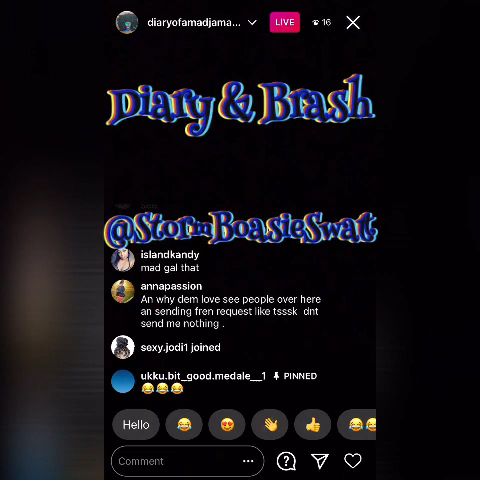 diaryofamadjama...
LIVE
16
Diary & Brash
@StormBoasieSwatt
islandkandy
mad gal that
annapassion
An why dem love see people over here
an sending fren request like tsssk dnt
send me nothing .
sexy.jodi1 joined
ukku.bit_good.medale__1 PINNED
😂😂😂
Hello
Comment